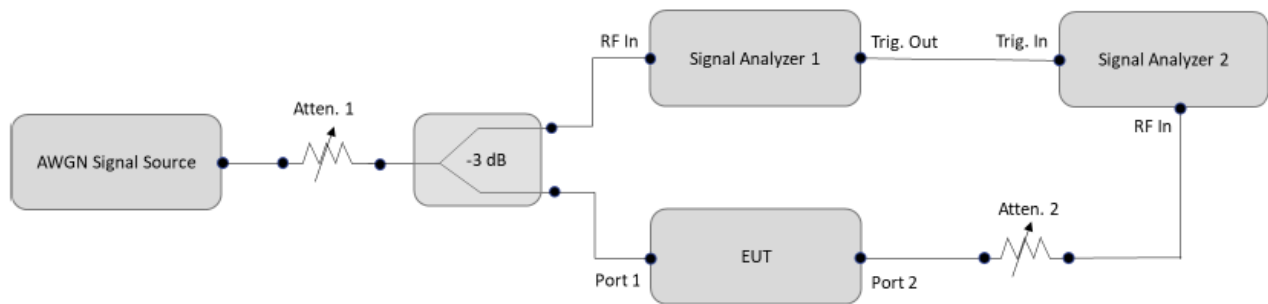 RF In
Signal Analyzer 1
Trig. Out
Trig. In
Signal Analyzer 2
Atten. 1
RF In
AWGN Signal Source
-3 dB
Atten. 2
EUT
Port 1
Port 2